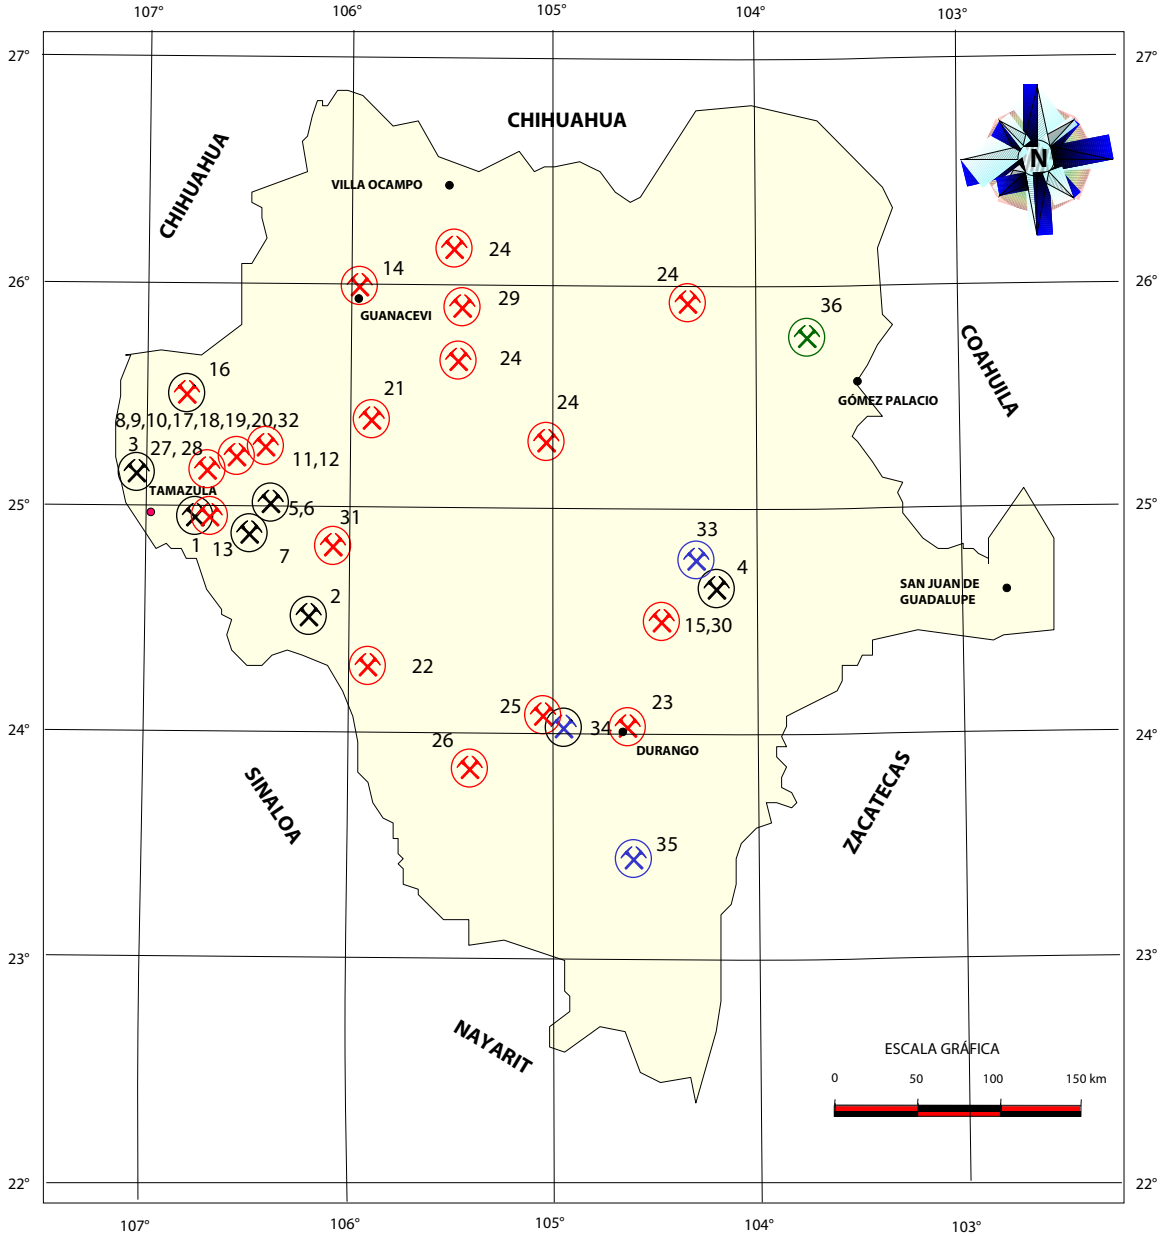 107° 106° 105° 104° 103°
27° 27°
CHIHUAHUA
CHIHUAHUA
N
VILLA OCAMPO
24
14
24
26° 26°
29
36
GUANACEVI
COAHUILA
24
16
21
GÓMEZ PALACIO
24
8,9,10,17,18,19,20,32
3 27, 28
11,12
TAMAZULA
25° 25°
5,6
31
33
1 13 7
4
SAN JUAN DE
GUADALUPE
2
15,30
22
25
23
24° 34 24°
26
DURANGO
SINALOA
ZACATECAS
35
23° 23°
NAYARIT
ESCALA GRÁFICA
0 50 100 150 km
22° 22°
107° 106° 105° 104° 103°